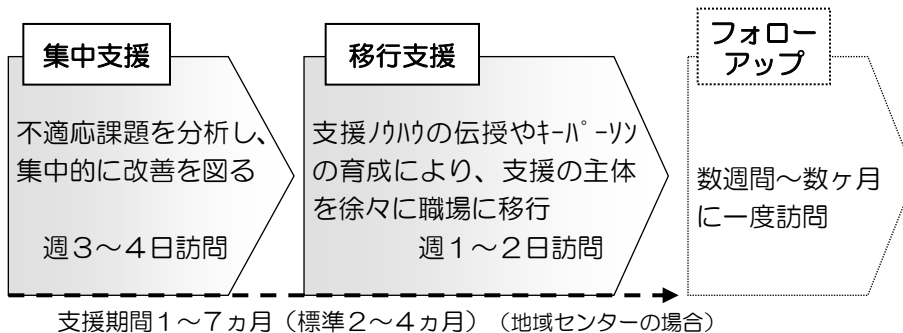 集中支援
不適応課題を分析し、
集中的に改善を図る
週3～4日訪問
移行支援
支援ﾉｳﾊｳの伝授やｷｰﾊﾟｰｿﾝ
の育成により、支援の主体
を徐々に職場に移行
週1～2日訪問
フォロー
アップ
数週間～数ヶ月
に一度訪問
支援期間1～7ヵ月（標準2～4ヵ月）（地域センターの場合）